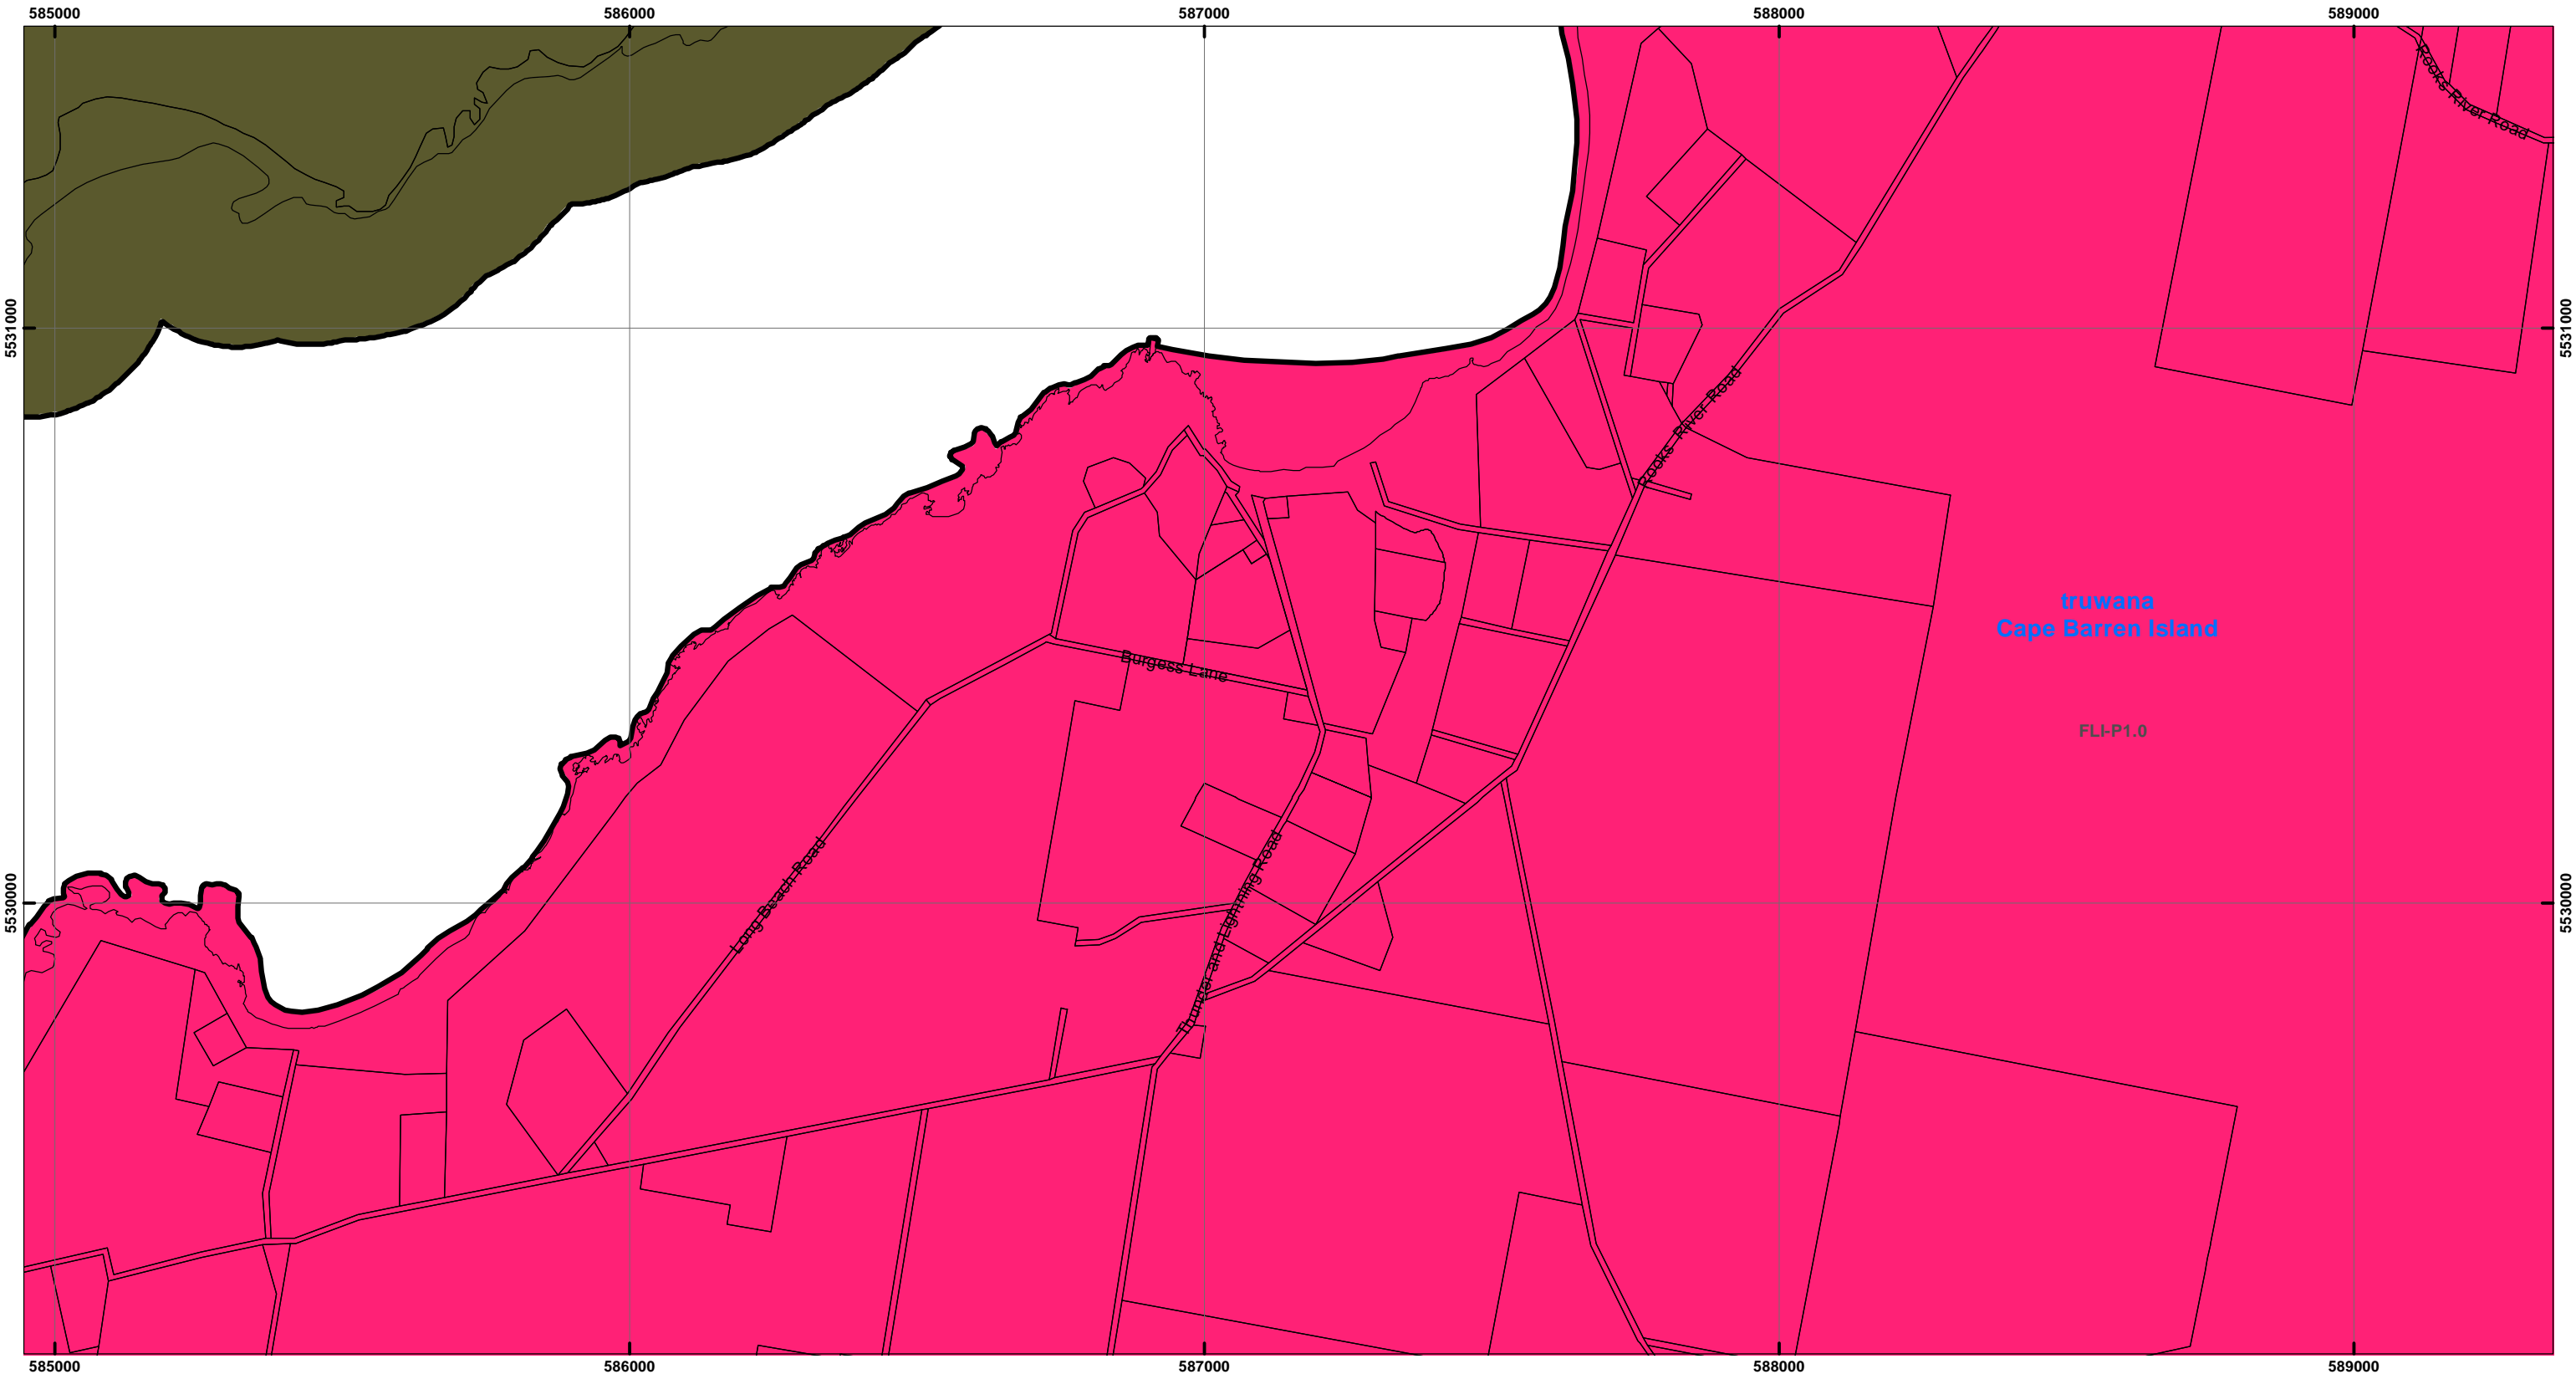 585000 586000 587000 588000 589000
Rooks River Road
5531000 5531000
Rooks River Road
truwana
Cape Barren Island
Burgess Lane
FLI-P1.0
Long Beach Road
Thunder and Lightning Road
5530000 5530000
585000 586000 587000 588000 589000